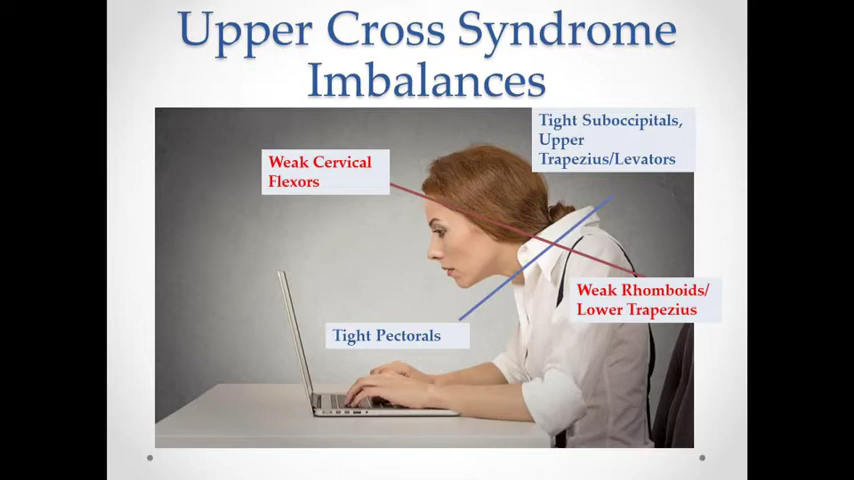 Upper Cross Syndrome
Imbalances
Tight Suboccipitals,
Upper
Trapezius/Levators
Weak Cervical
Flexors
Weak Rhomboids/
Lower Trapezius
Tight Pectorals